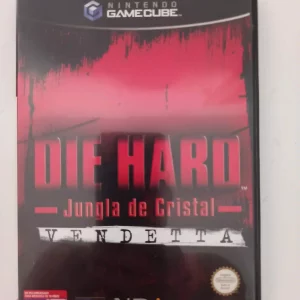 NINTENDO
GAMECUBE
DIE HARD
Jungla de Cristal
VENDETTA